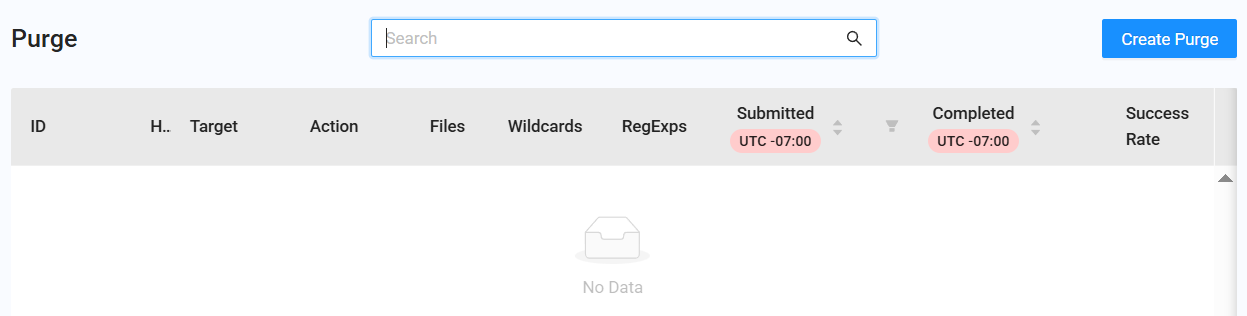 Purge
Search
Create Purge
ID
H..
Target
Action
Files
Wildcards
RegExps
Submitted
UTC -07:00
Completed
UTC -07:00
Success
Rate
No Data